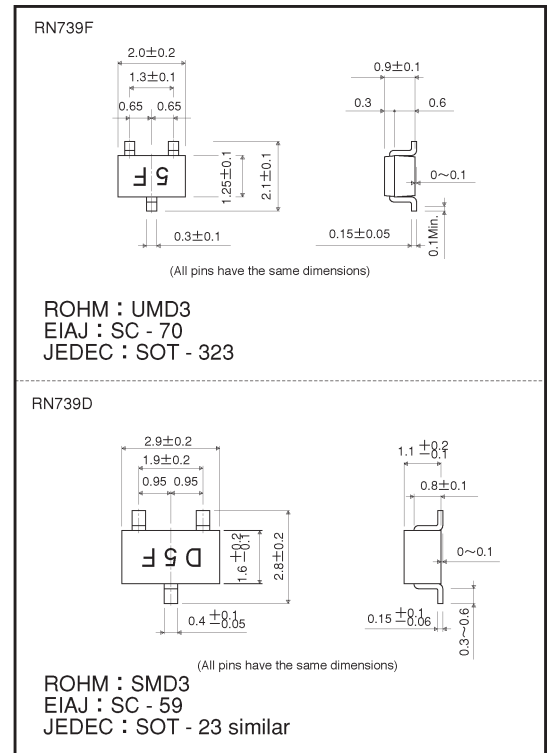 RN739F
2.0±0.2
1.3±0.1
0.65 0.65
5 F
1.25±0.1
2.1±0.1
0.3±0.1
0.9±0.1
0.3 0.6
0~0.1
0.15±0.05
0.1Min.
(All pins have the same dimensions)
ROHM : UMD3
EIAJ : SC - 70
JEDEC : SOT - 323
RN739D
2.9±0.2
1.9±0.2
0.95 0.95
D 5 F
1.6 +0.2 −0.1
2.8±0.2
0.4 +0.1 −0.05
1.1 +0.2 −0.1
0.8±0.1
0~0.1
0.15 +0.1 −0.06
0.3~0.6
(All pins have the same dimensions)
ROHM : SMD3
EIAJ : SC - 59
JEDEC : SOT - 23 similar